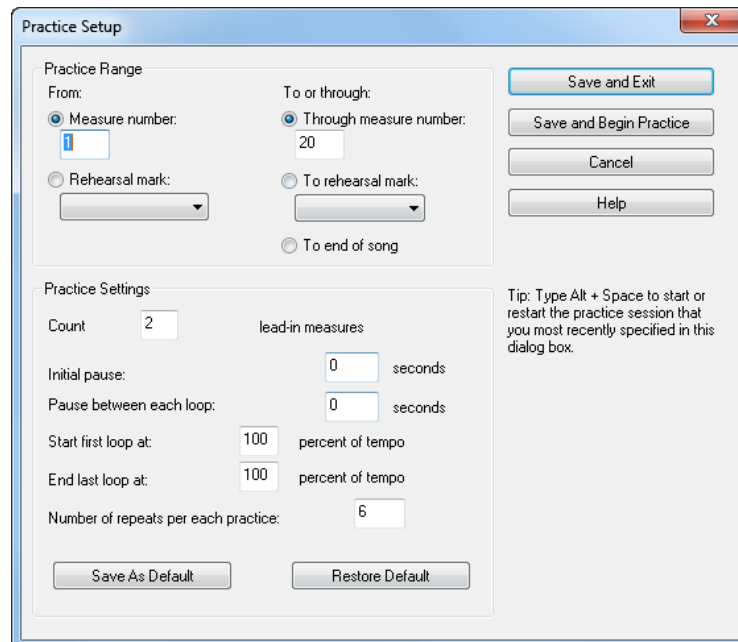 Practice Setup
Practice Range
From:
To or through:
Measure number:
Through measure number:
1
20
Rehearsal mark:
To rehearsal mark:
To end of song
Save and Exit
Save and Begin Practice
Cancel
Help
Practice Settings
Count 2 lead-in measures
Initial pause: 0 seconds
Pause between each loop: 0 seconds
Start first loop at: 100 percent of tempo
End last loop at: 100 percent of tempo
Number of repeats per each practice: 6
Save As Default
Restore Default
Tip: Type Alt + Space to start or
restart the practice session that
you most recently specified in this
dialog box.